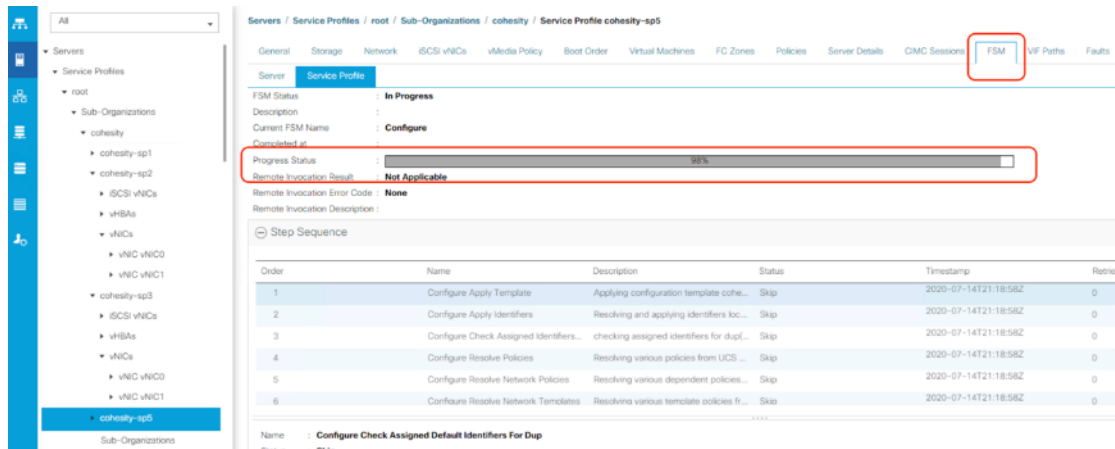 All
Servers
Service Profiles
root
Sub-Organizations
cohesity
cohesity-sp1
cohesity-sp2
iSCSI vNICs
vHBAs
vNICs
vNIC vNIC0
vNIC vNIC1
cohesity-sp3
iSCSI vNICs
vHBAs
vNICs
vNIC vNIC0
vNIC vNIC1
cohesity-sp5
Sub-Organizations
Servers / Service Profiles / root / Sub-Organizations / cohesity / Service Profile cohesity-sp5
General Storage Network iSCSI vNICs vMedia Policy Boot Order Virtual Machines FC Zones Policies Server Details CIMC Sessions FSM VIF Paths Faults
Server Service Profile
FSM Status : In Progress
Description :
Current FSM Name : Configure
Completed at :
Progress Status : 98%
Remote Invocation Result : Not Applicable
Remote Invocation Error Code : None
Remote Invocation Description :
Step Sequence
Order Name Description Status Timestamp Retrie
1 Configure Apply Template Applying configuration template cohe... Skip 2020-07-14T21:18:58Z 0
2 Configure Apply Identifiers Resolving and applying identifiers loc... Skip 2020-07-14T21:18:58Z 0
3 Configure Check Assigned Identifiers... checking assigned identifiers for dup(... Skip 2020-07-14T21:18:58Z 0
4 Configure Resolve Policies Resolving various policies from UCS ... Skip 2020-07-14T21:18:58Z 0
5 Configure Resolve Network Policies Resolving various dependent policies... Skip 2020-07-14T21:18:58Z 0
6 Configure Resolve Network Templates Resolving various template policies fr... Skip 2020-07-14T21:18:58Z 0
Name : Configure Check Assigned Default Identifiers For Dup